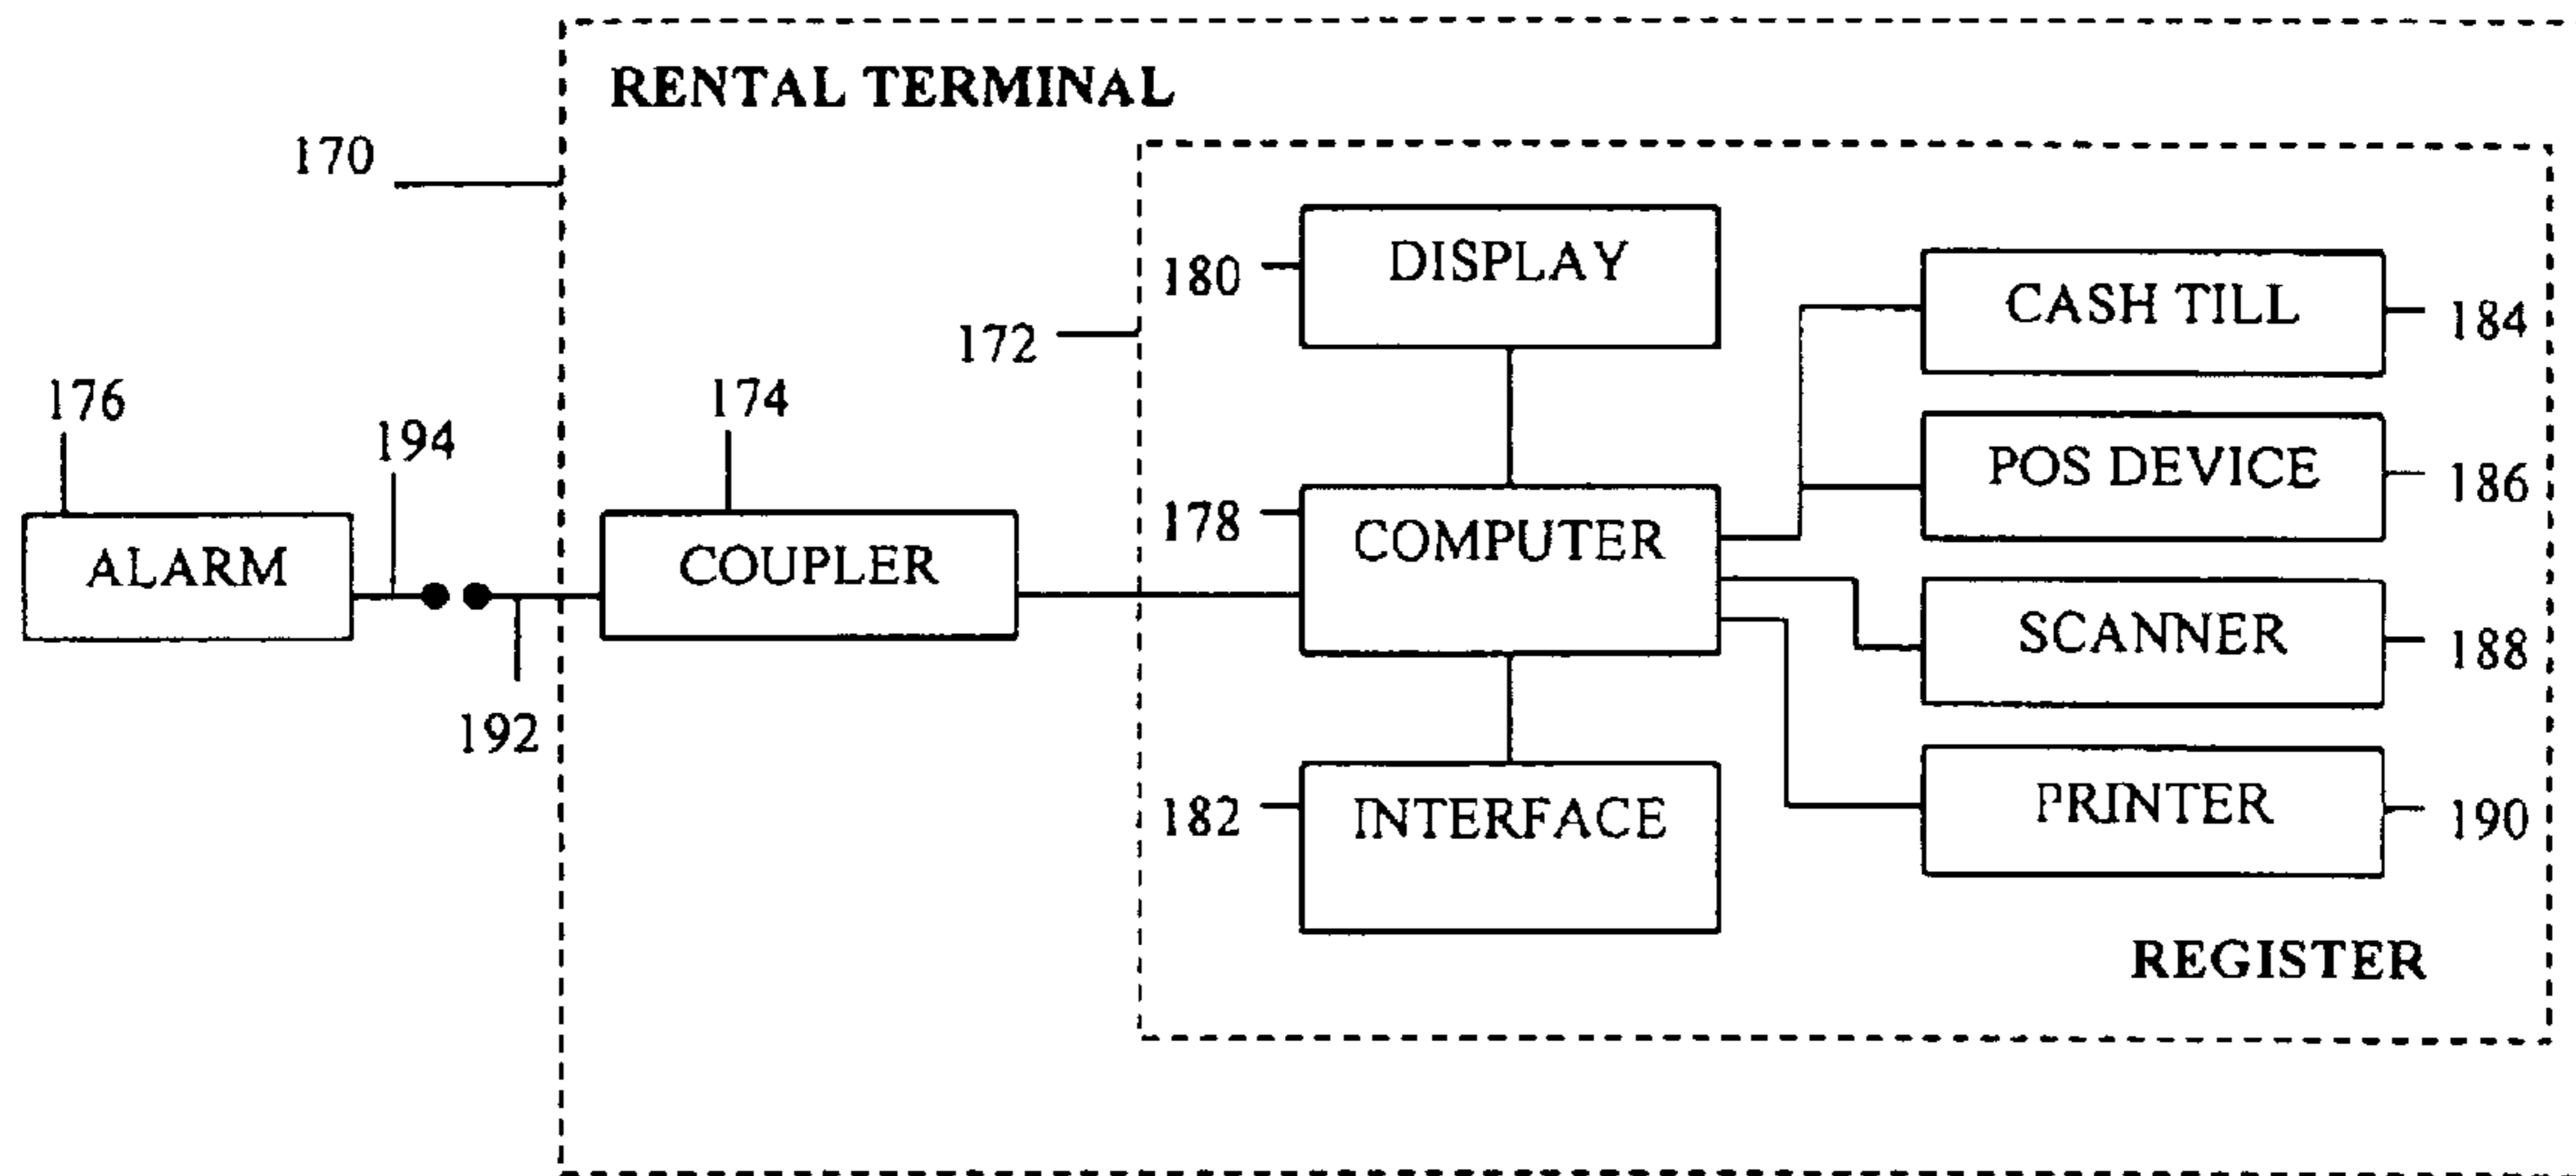 RENTAL TERMINAL
170
172
180
DISPLAY
CASH TILL
184
176
194
174
178
COMPUTER
POS DEVICE
186
ALARM
COUPLER
SCANNER
188
192
182
INTERFACE
PRINTER
190
REGISTER